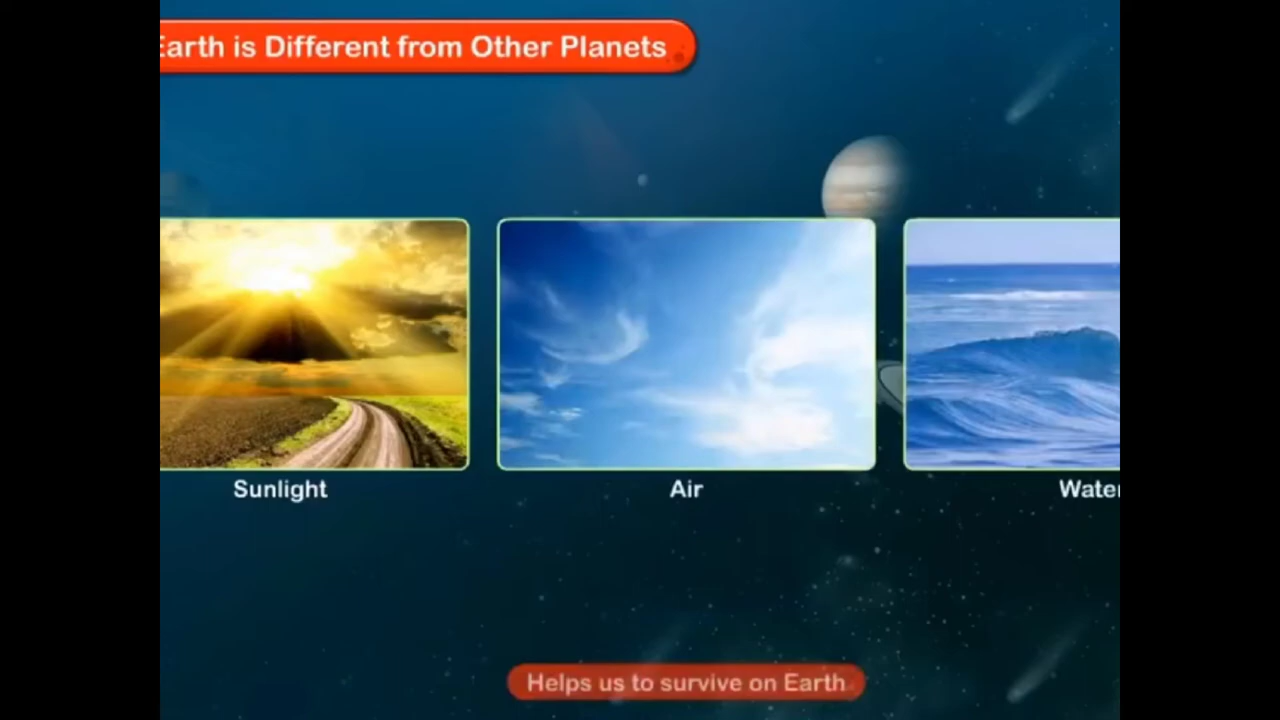 Earth is Different from Other Planets
Sunlight
Air
Water
Helps us to survive on Earth